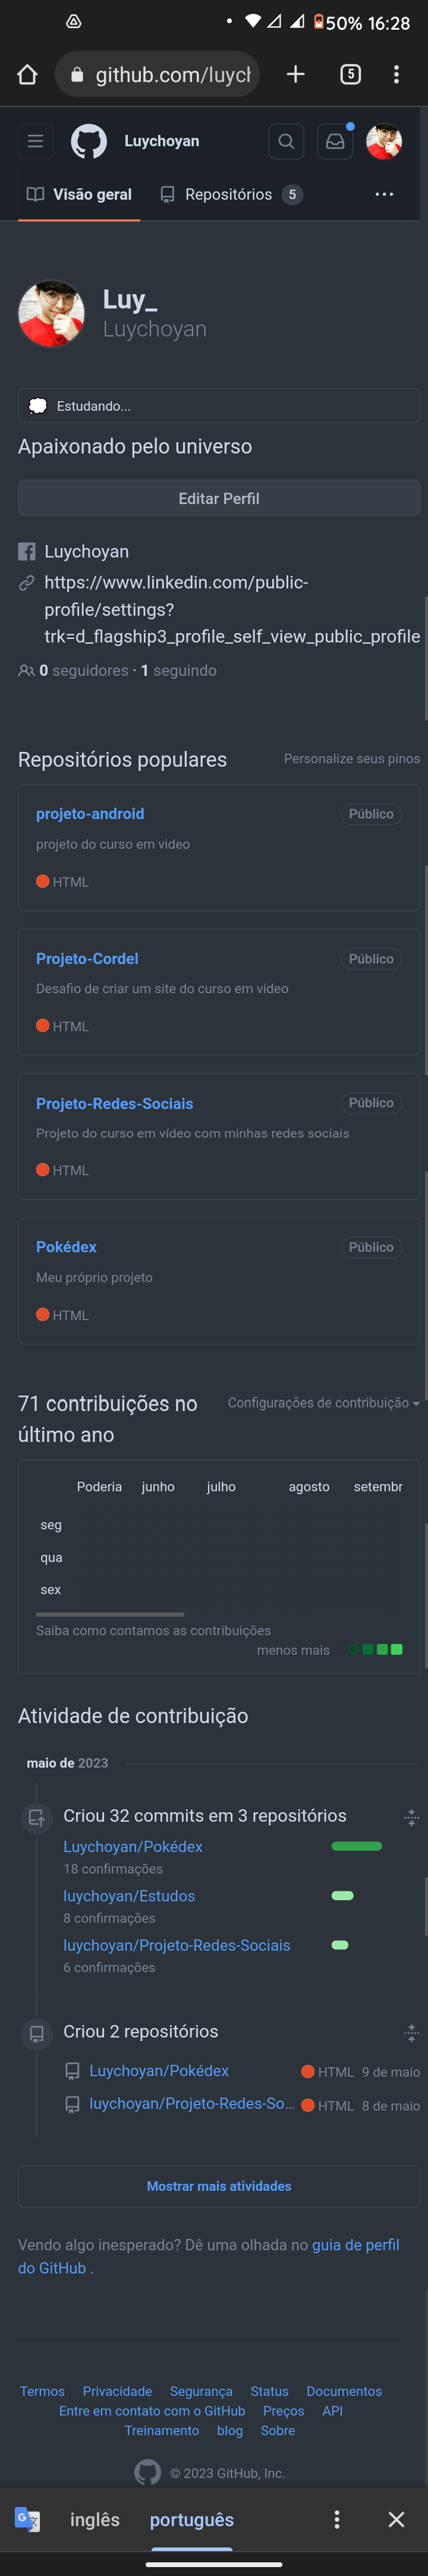 50% 16:28
github.com/luych
5
Luychoyan
Visão geral
Repositórios 5
Luy_
Luychoyan
Estudando...
Apaixonado pelo universo
Editar Perfil
Luychoyan
https://www.linkedin.com/public-
profile/settings?
trk=d_flagship3_profile_self_view_public_profile
0 seguidores · 1 seguindo
Repositórios populares
Personalize seus pinos
projeto-android
Público
projeto do curso em video
HTML
Projeto-Cordel
Público
Desafio de criar um site do curso em vídeo
HTML
Projeto-Redes-Sociais
Público
Projeto do curso em vídeo com minhas redes sociais
HTML
Pokédex
Público
Meu próprio projeto
HTML
71 contribuições no
último ano
Configurações de contribuição
Poderia junho julho agosto setembr
seg
qua
sex
Saiba como contamos as contribuições
menos mais
Atividade de contribuição
maio de 2023
Criou 32 commits em 3 repositórios
Luychoyan/Pokédex
18 confirmações
luychoyan/Estudos
8 confirmações
luychoyan/Projeto-Redes-Sociais
6 confirmações
Criou 2 repositórios
Luychoyan/Pokédex HTML 9 de maio
luychoyan/Projeto-Redes-So... HTML 8 de maio
Mostrar mais atividades
Vendo algo inesperado? Dê uma olhada no guia de perfil
do GitHub .
Termos Privacidade Segurança Status Documentos
Entre em contato com o GitHub Preços API
Treinamento blog Sobre
© 2023 GitHub, Inc.
inglês português